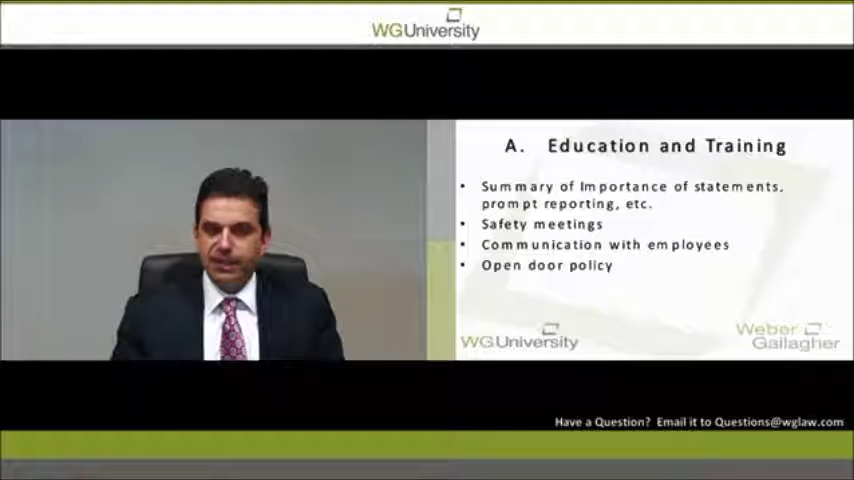 WGUniversity
A. Education and Training
• Summary of Importance of statements, prompt reporting, etc.
• Safety meetings
• Communication with employees
• Open door policy
WGUniversity
Weber Gallagher
Have a Question? Email it to Questions@wglaw.com